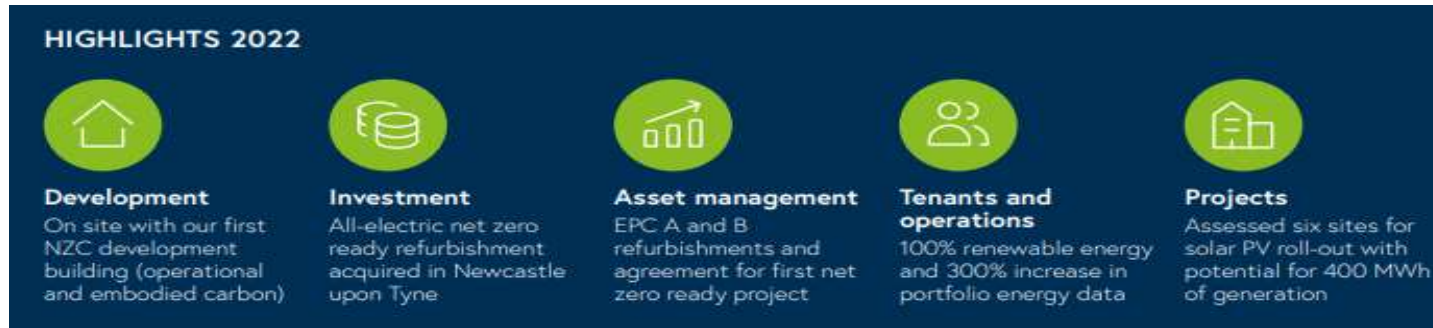 HIGHLIGHTS 2022
Development
On site with our first
NZC development
building (operational
and embodied carbon)
Investment
All-electric net zero
ready refurbishment
acquired in Newcastle
upon Tyne
Asset management
EPC A and B
refurbishments and
agreement for first net
zero ready project
Tenants and
operations
100% renewable energy
and 300% increase in
portfolio energy data
Projects
Assessed six sites for
solar PV roll-out with
potential for 400 MWh
of generation